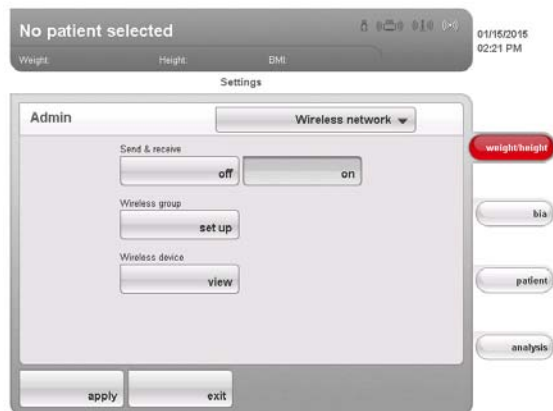 No patient selected
01/15/2015
02:21 PM
Weight: Height: BMI:
Settings
Admin
Wireless network
Send & receive
off on
Wireless group
set up
Wireless device
view
apply exit
weight/height
bia
patient
analysis